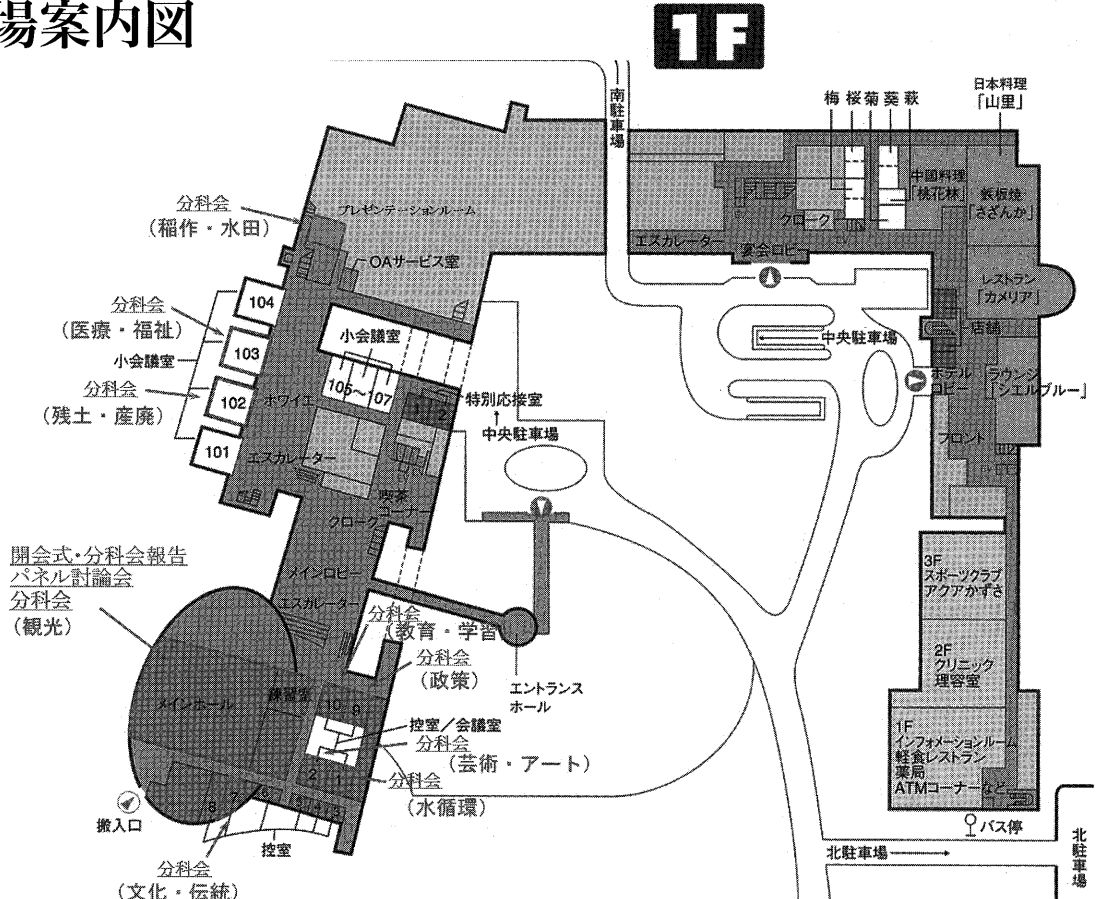 場案内図
1F
南駐車場
梅 桜 菊 葵 萩
日本料理
「山里」
中国料理
「桃花林」
鉄板焼
「さざんか」
クローク
エスカレーター
宴会ロビー
レストラン
「カメリア」
店舗
中央駐車場
ホテル
ロビー
ラウンジ
「シエルブルー」
フロント
分科会
(稲作・水田)
プレゼンテーションルーム
OAサービス室
104
分科会
(医療・福祉)
103
小会議室
小会議室
105〜107
分科会
(残土・産廃)
102
101
ホワイエ
特別応接室
1 2
中央駐車場
エスカレーター
喫茶
コーナー
クローク
開会式・分科会報告
パネル討論会
分科会
(観光)
メインロビー
エスカレーター
分科会
(教育・学習
分科会
(政策)
エントランス
ホール
メインホール
練習室
10 9
控室/会議室
分科会
(芸術・アート)
2 1
分科会
(水循環)
8 7 6
搬入口
控室
分科会
(文化・伝統)
3F
スポーツクラブ
アクアかずさ
2F
クリニック
理容室
1F
インフォメーションルーム
軽食レストラン
薬局
ATMコーナーなど
バス停
北駐車場
北駐車場